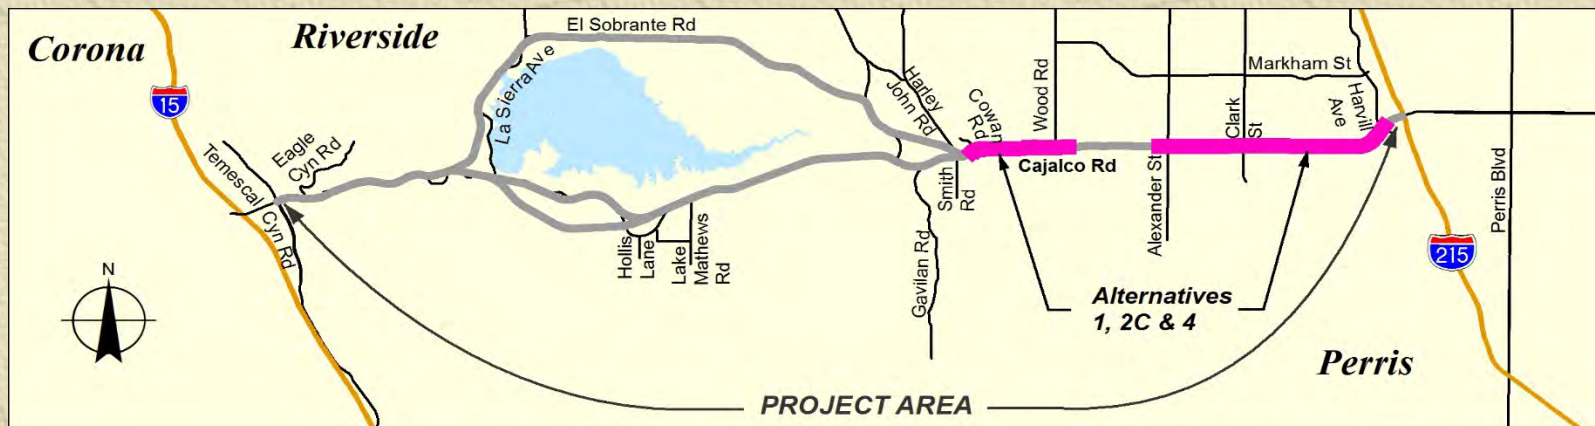 Corona
Riverside
El Sobrante Rd
La Sierra Ave
15
Eagle
Cyn Rd
Temescal
Cyn Rd
N
Hollis
Lane
Lake
Mathews
Rd
Harley
John Rd
Cowan
Rd
Wood Rd
Markham St
Clark
St
Harvill
Ave
Cajalco Rd
Smith
Rd
Gavilan Rd
Alexander St
Perris Blvd
215
Alternatives
1, 2C & 4
Perris
PROJECT AREA